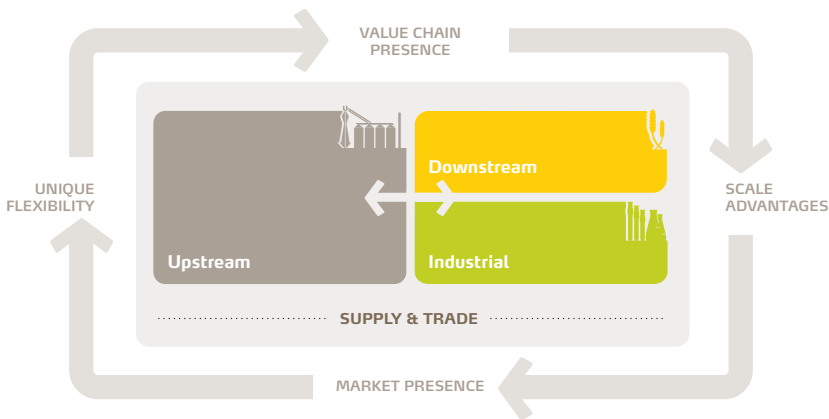 VALUE CHAIN
PRESENCE
Downstream
UNIQUE
FLEXIBILITY
SCALE
ADVANTAGES
Upstream
Industrial
SUPPLY & TRADE
MARKET PRESENCE